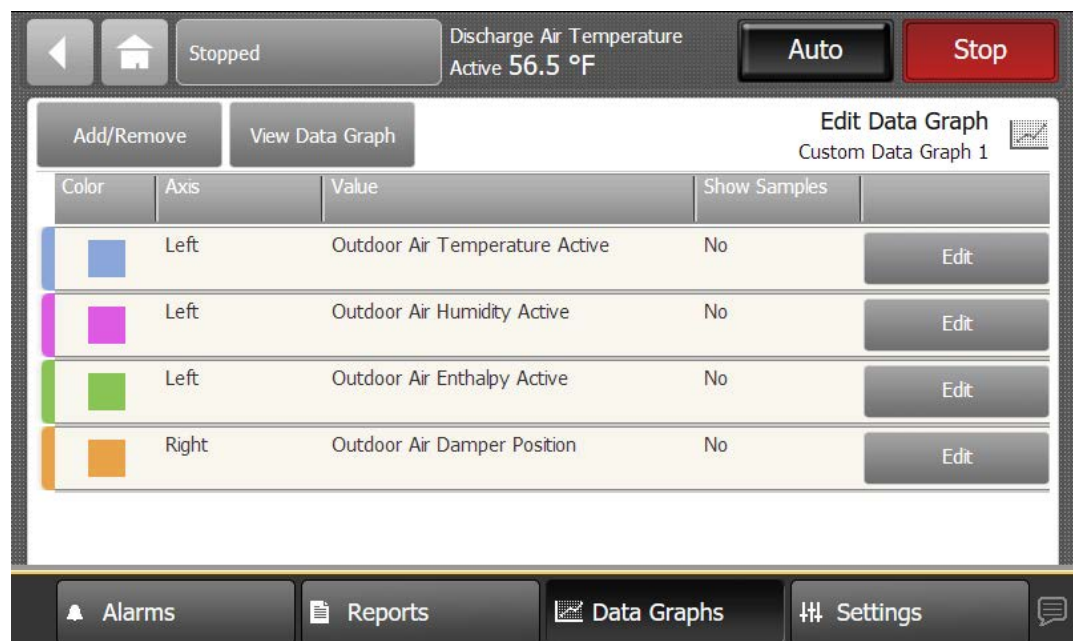 Stopped
Discharge Air Temperature
Active 56.5 °F
Auto
Stop
Add/Remove
View Data Graph
Edit Data Graph
Custom Data Graph 1
Color Axis Value Show Samples
Left Outdoor Air Temperature Active No Edit
Left Outdoor Air Humidity Active No Edit
Left Outdoor Air Enthalpy Active No Edit
Right Outdoor Air Damper Position No Edit
Alarms Reports Data Graphs Settings